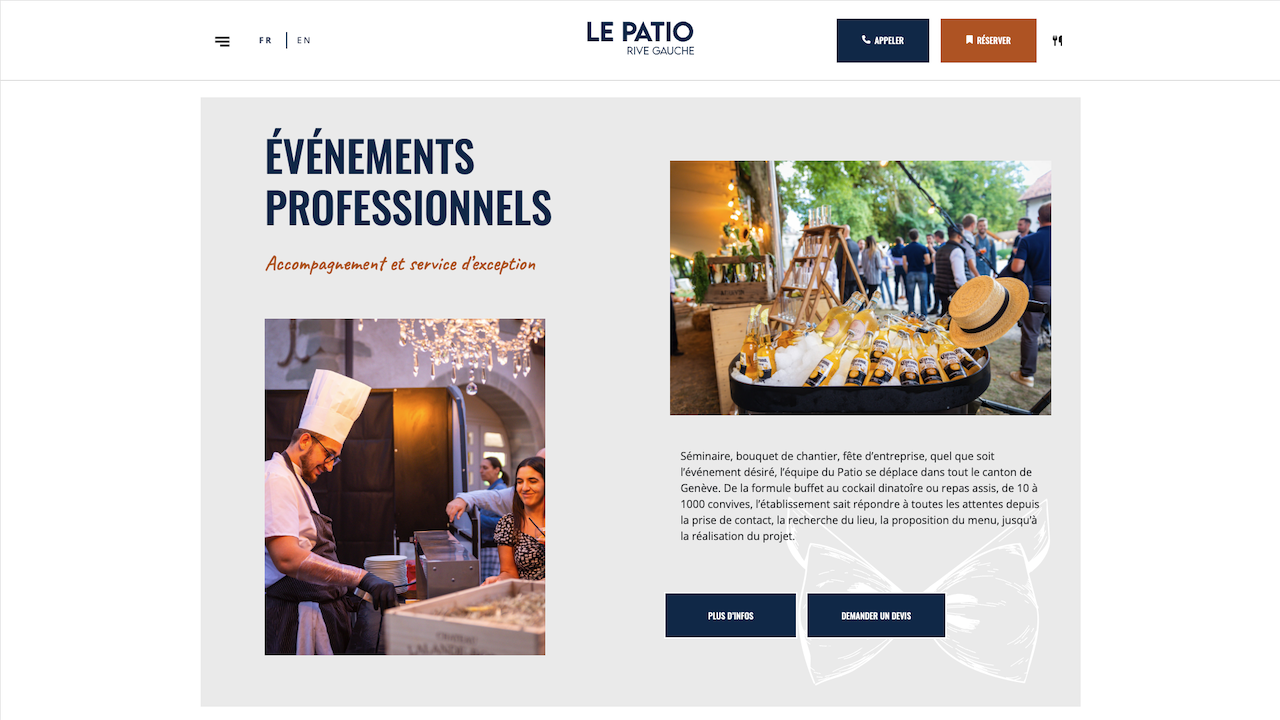 FR
EN
LE PATIO
RIVE GAUCHE
APPELER
RÉSERVER
ÉVÉNEMENTS
PROFESSIONNELS
Accompagnement et service d'exception
Séminaire, bouquet de chantier, fête d'entreprise, quel que soit
l'événement désiré, l'équipe du Patio se déplace dans tout le canton de
Genève. De la formule buffet au cockail dinatoîre ou repas assis, de 10 à
1000 convives, l'établissement sait répondre à toutes les attentes depuis
la prise de contact, la recherche du lieu, la proposition du menu, jusqu'à
la réalisation du projet.
PLUS D'INFOS
DEMANDER UN DEVIS